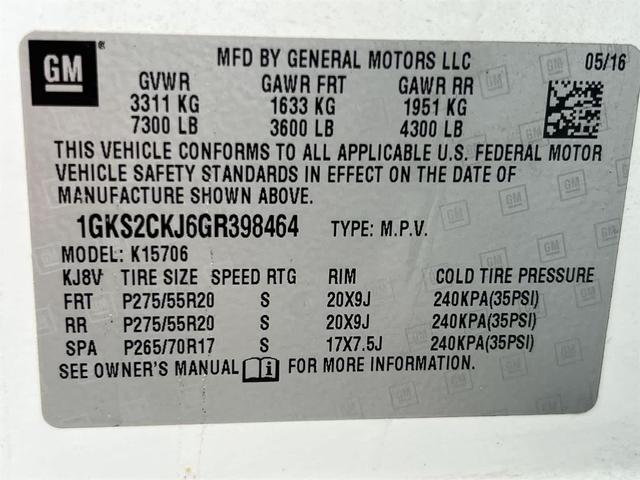 GM
MFD BY GENERAL MOTORS LLC 05/16
GVWR GAWR FRT GAWR RR
3311 KG 1633 KG 1951 KG
7300 LB 3600 LB 4300 LB
THIS VEHICLE CONFORMS TO ALL APPLICABLE U.S. FEDERAL MOTOR
VEHICLE SAFETY STANDARDS IN EFFECT ON THE DATE OF
MANUFACTURE SHOWN ABOVE.
1GKS2CKJ6GR398464 TYPE: M.P.V.
MODEL: K15706
KJ8V TIRE SIZE SPEED RTG RIM COLD TIRE PRESSURE
FRT P275/55R20 S 20X9J 240KPA(35PSI)
RR P275/55R20 S 20X9J 240KPA(35PSI)
SPA P265/70R17 S 17X7.5J 240KPA(35PSI)
SEE OWNER'S MANUAL i FOR MORE INFORMATION.